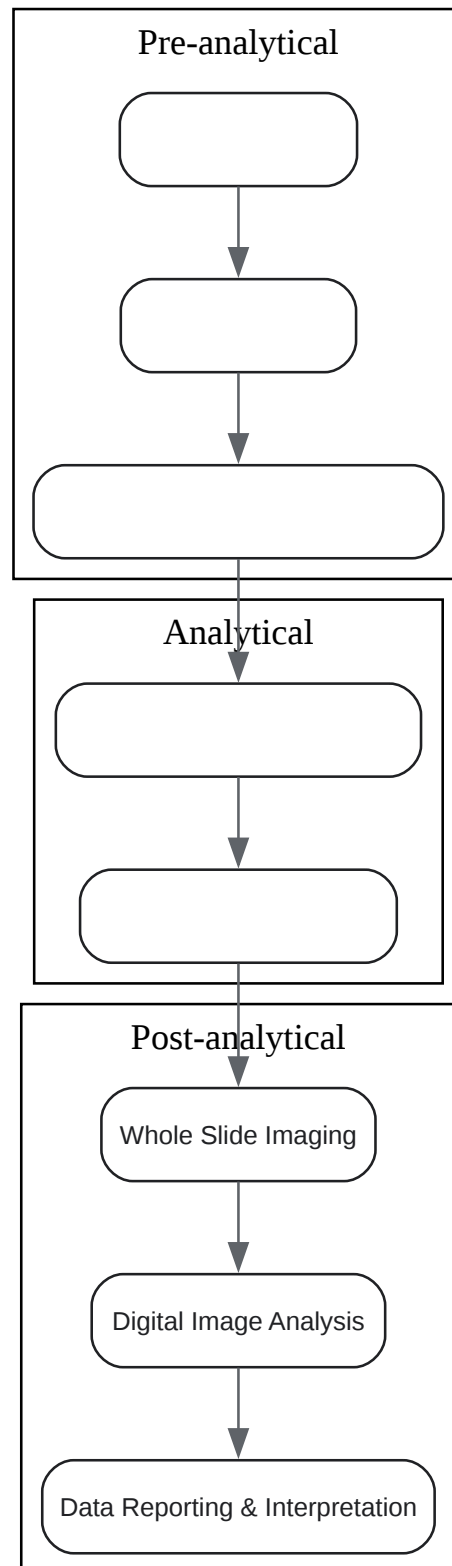 Pre-analytical
Analytical
Post-analytical
Whole Slide Imaging
Digital Image Analysis
Data Reporting & Interpretation